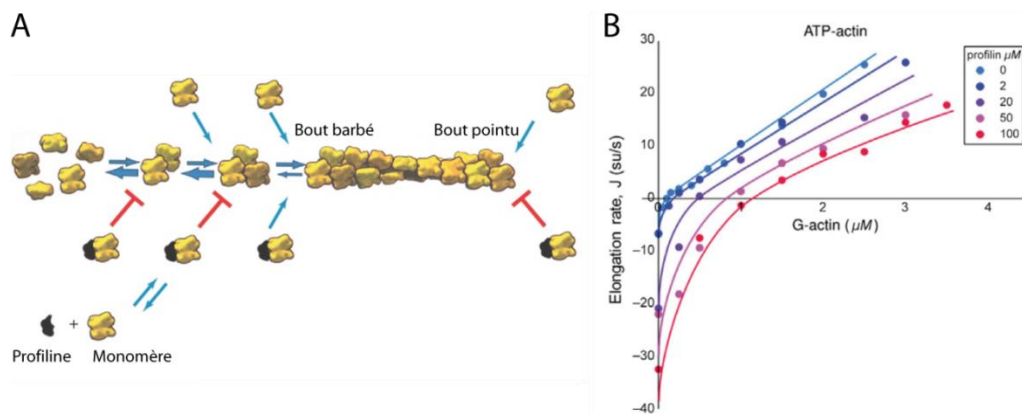 A
Bout barbé
Bout pointu
+
Profiline
Monomère
B
ATP-actin
30
20
10
-0
-10
-20
-30
-40
Elongation rate, J (su/s)
0
1
2
3
4
G-actin (µM)
profilin µM
0
2
20
50
100